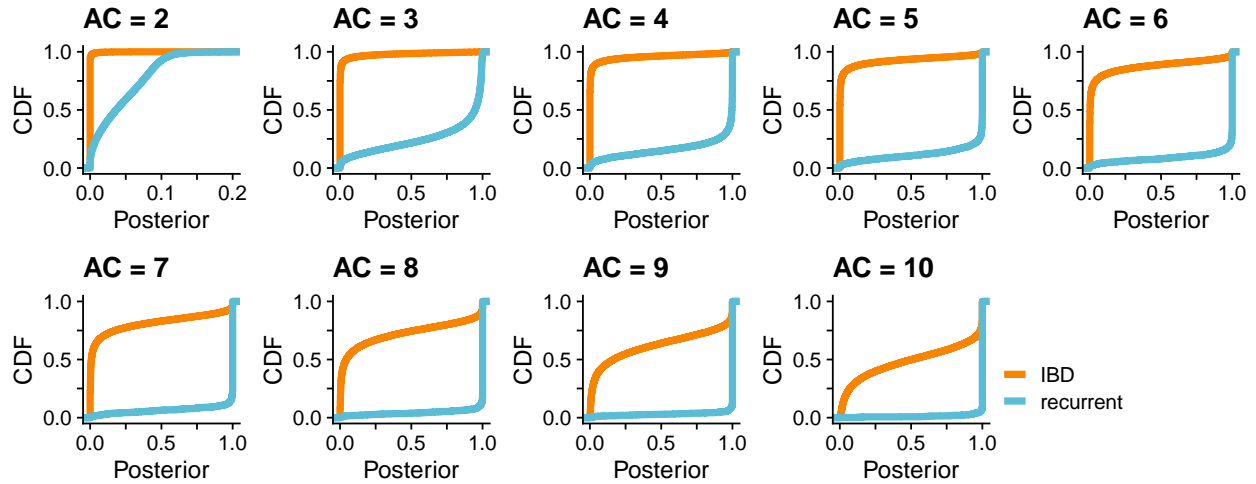 AC = 2 AC = 3 AC = 4 AC = 5 AC = 6
1.0 1.0 1.0 1.0 1.0
CDF CDF CDF CDF CDF
0.5 0.5 0.5 0.5 0.5
0.0 0.0 0.0 0.0 0.0
0.0 0.1 0.2 0.0 0.5 1.0 0.0 0.5 1.0 0.0 0.5 1.0 0.0 0.5 1.0
Posterior Posterior Posterior Posterior Posterior
AC = 7 AC = 8 AC = 9 AC = 10
1.0 1.0 1.0 1.0
CDF CDF CDF CDF
0.5 0.5 0.5 0.5
IBD
recurrent
0.0 0.0 0.0 0.0
0.0 0.5 1.0 0.0 0.5 1.0 0.0 0.5 1.0 0.0 0.5 1.0
Posterior Posterior Posterior Posterior